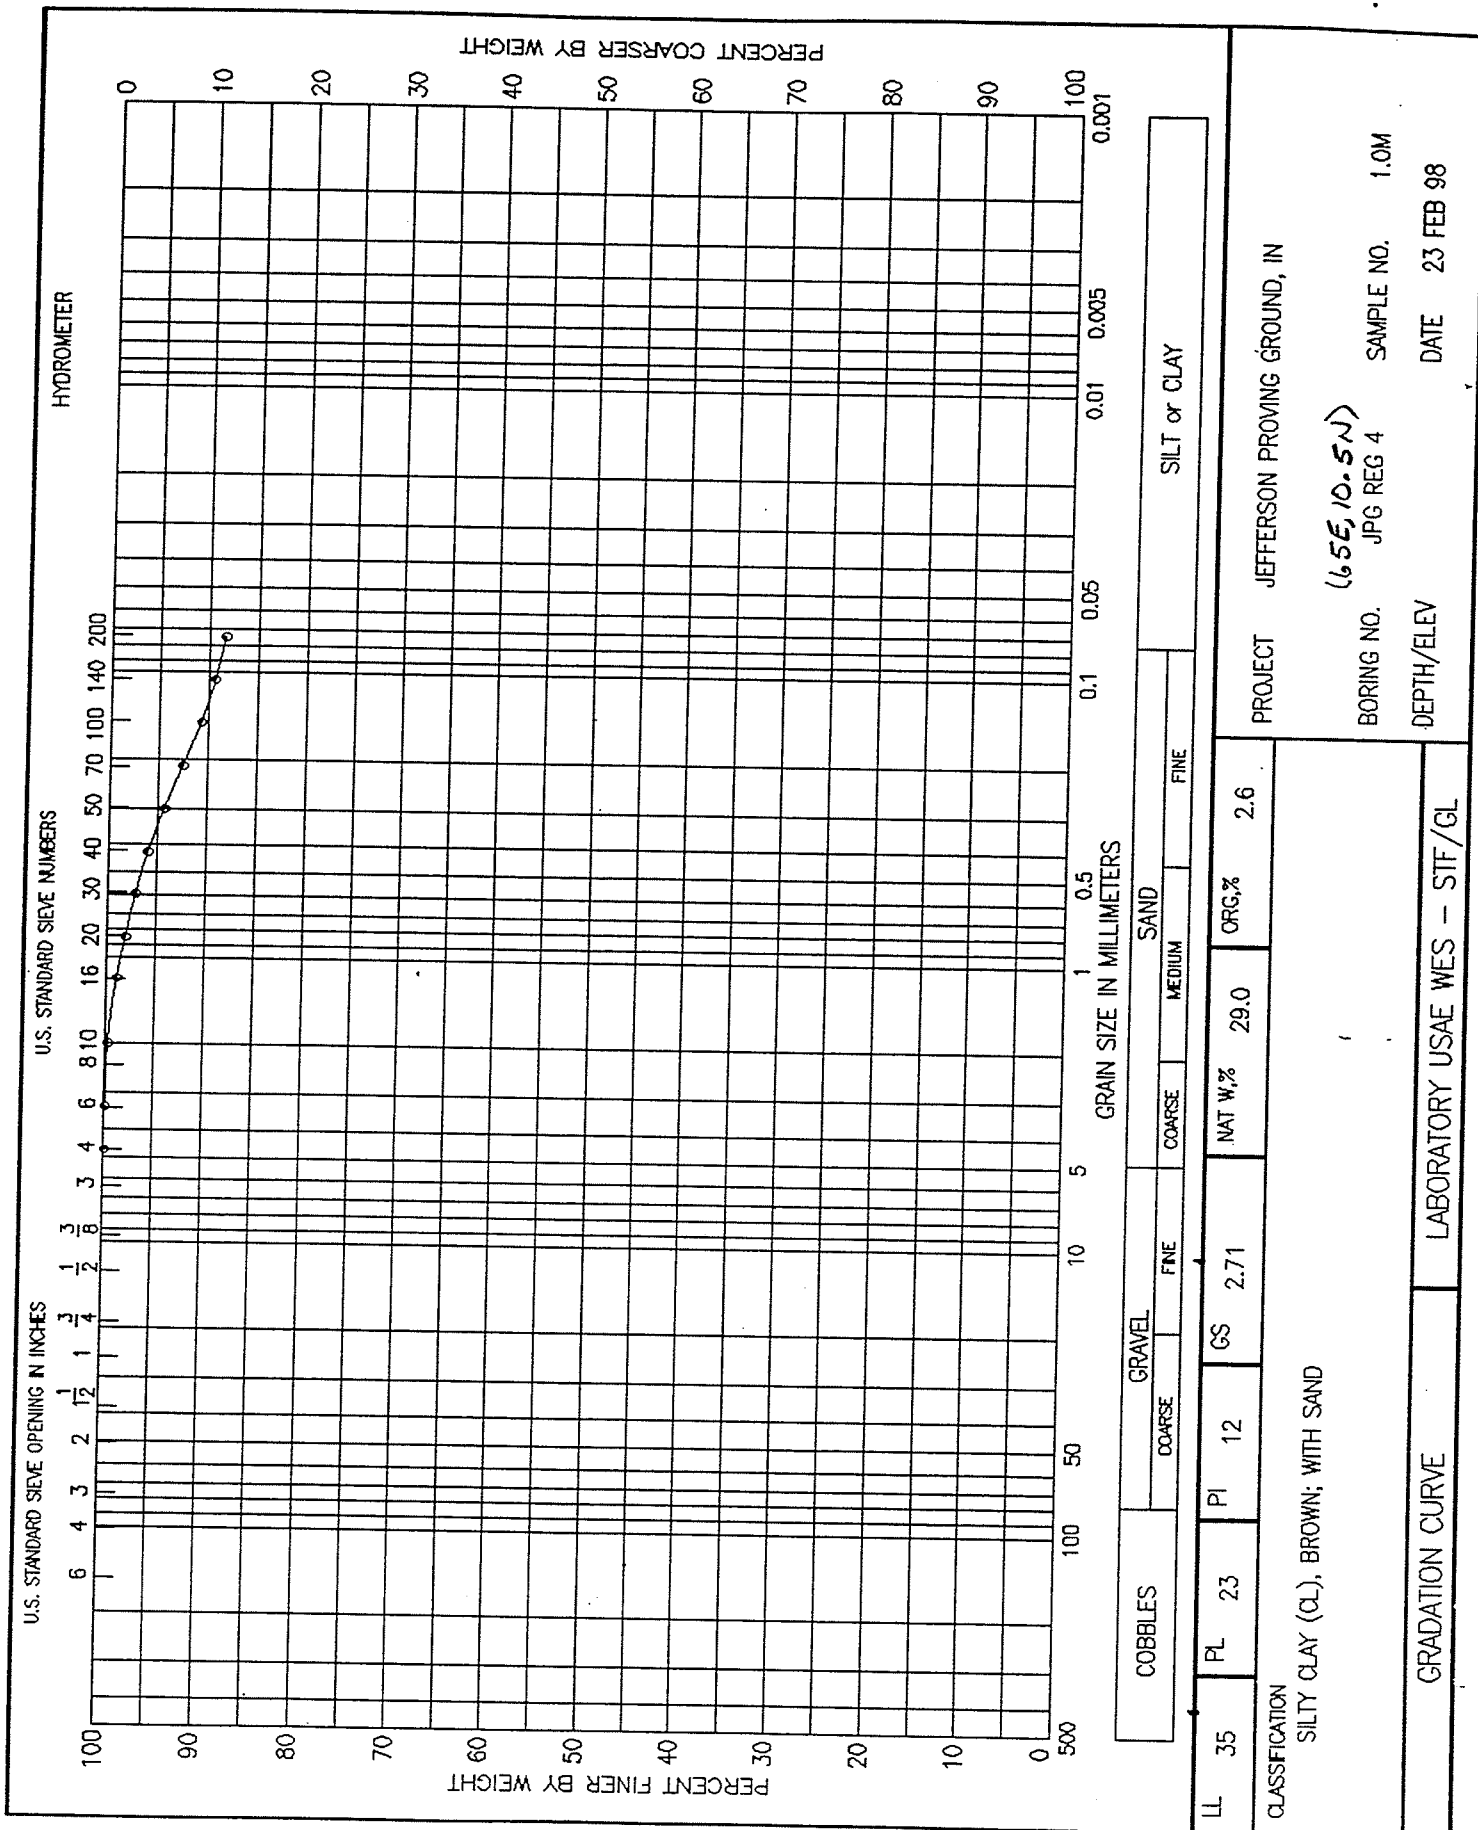 U.S. STANDARD SIEVE OPENING IN INCHES U.S. STANDARD SIEVE NUMBERS HYDROMETER
6 4 3 2 1 1/2 1 3/4 1/2 3/8 3 4 6 8 10 16 20 30 40 50 70 100 140 200
PERCENT FINER BY WEIGHT
100
90
80
70
60
50
40
30
20
10
0
PERCENT COARSER BY WEIGHT
0
10
20
30
40
50
60
70
80
90
100
500 100 50 10 5 1 0.5 0.1 0.05 0.01 0.005 0.001
GRAIN SIZE IN MILLIMETERS
COBBLES GRAVEL SAND SILT or CLAY
COARSE FINE COARSE MEDIUM FINE
LL 35 PL 23 PI 12 GS 2.71 NAT W,% 29.0 ORG,% 2.6
CLASSIFICATION
SILTY CLAY (CL), BROWN; WITH SAND
PROJECT JEFFERSON PROVING GROUND, IN
(65E, 10.5N)
BORING NO. JPG REG 4 SAMPLE NO. 1.0M
DEPTH/ELEV DATE 23 FEB 98
GRADATION CURVE LABORATORY USAE WES - STF/GL